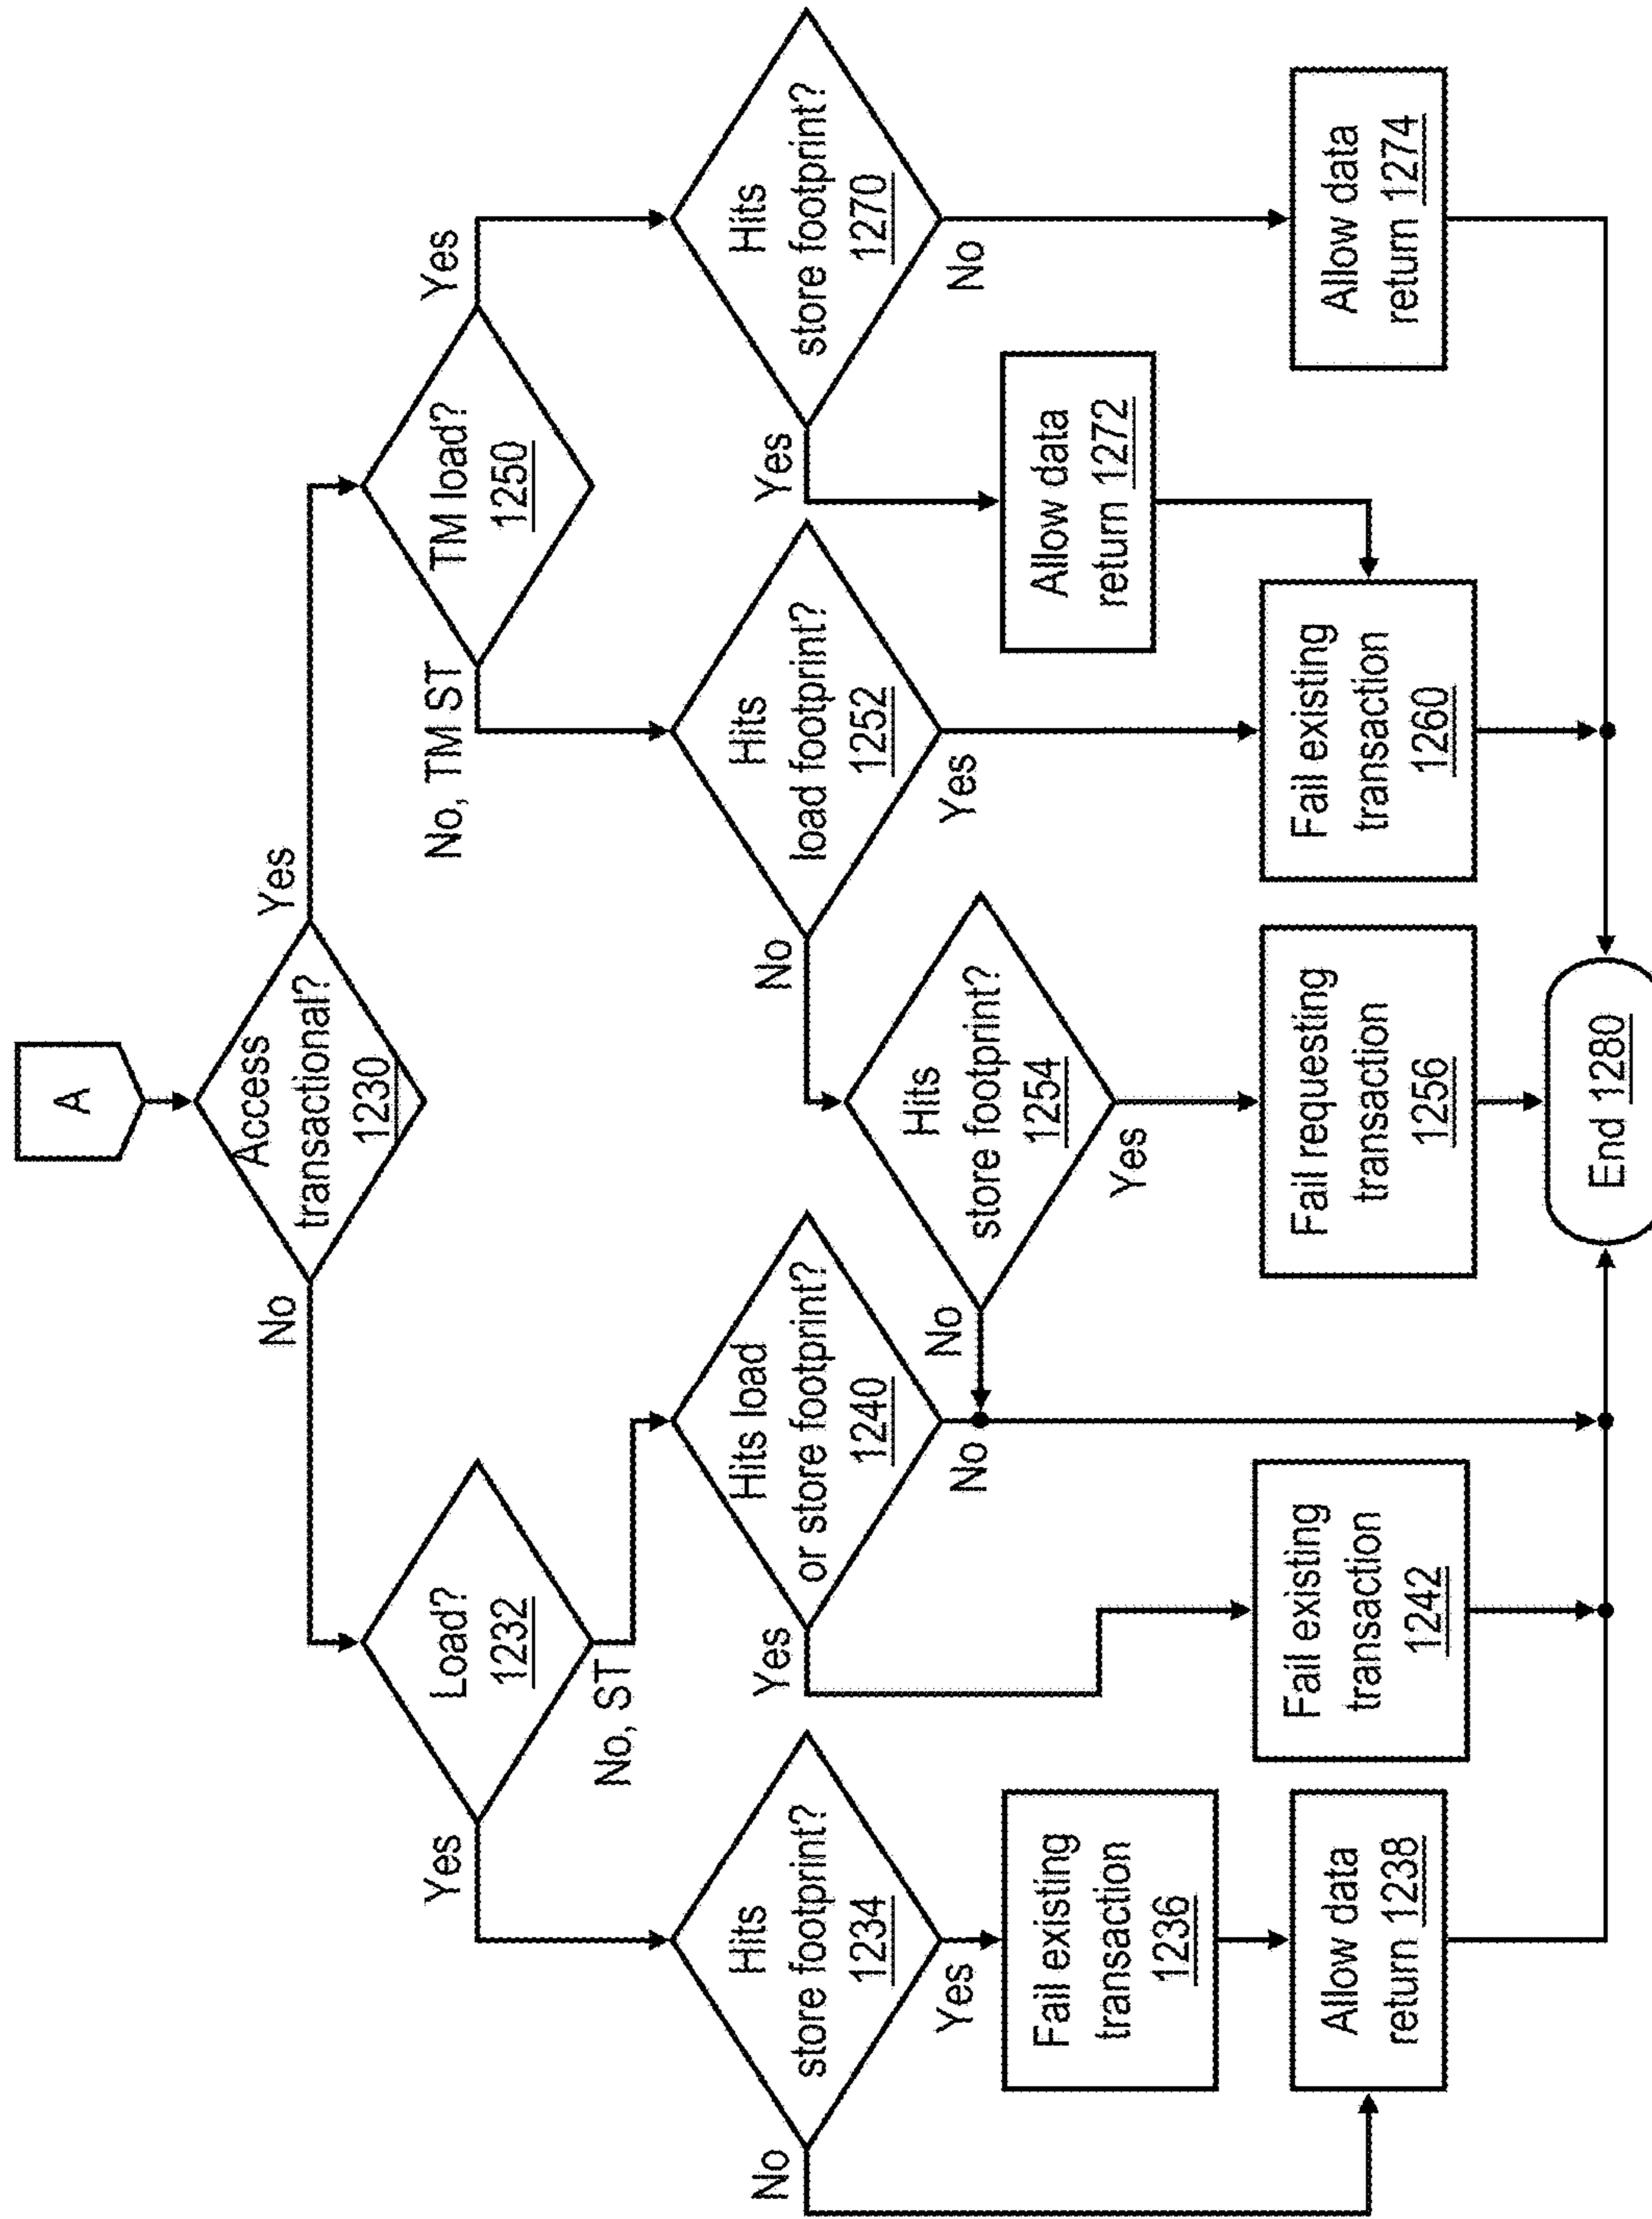 A
Access
transactional?
1230
No
Yes
Load?
1232
Yes
No, ST
TM load?
1250
No, TM ST
Yes
Hits
store footprint?
1234
No
Yes
Hits load
or store footprint?
1240
Yes
No
Hits
load footprint?
1252
No
Yes
Hits
store footprint?
1270
Yes
No
Hits
store footprint?
1254
No
Yes
Fail existing
transaction
1236
Allow data
return 1272
Allow data
return 1238
Fail existing
transaction
1242
Fail requesting
transaction
1256
Fail existing
transaction
1260
Allow data
return 1274
End 1280